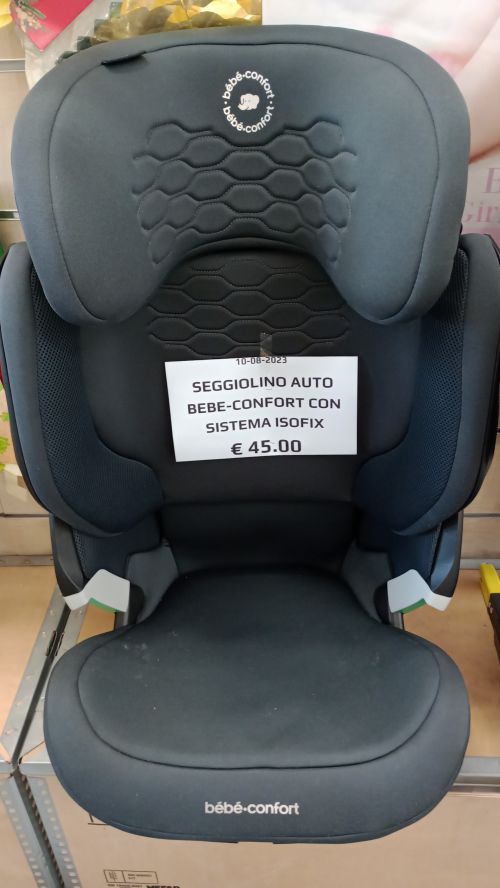 bébé·confort
bébé·confort
10-08-2023
SEGGIOLINO AUTO
BEBE-CONFORT CON
SISTEMA ISOFIX
€ 45.00
bébé·confort